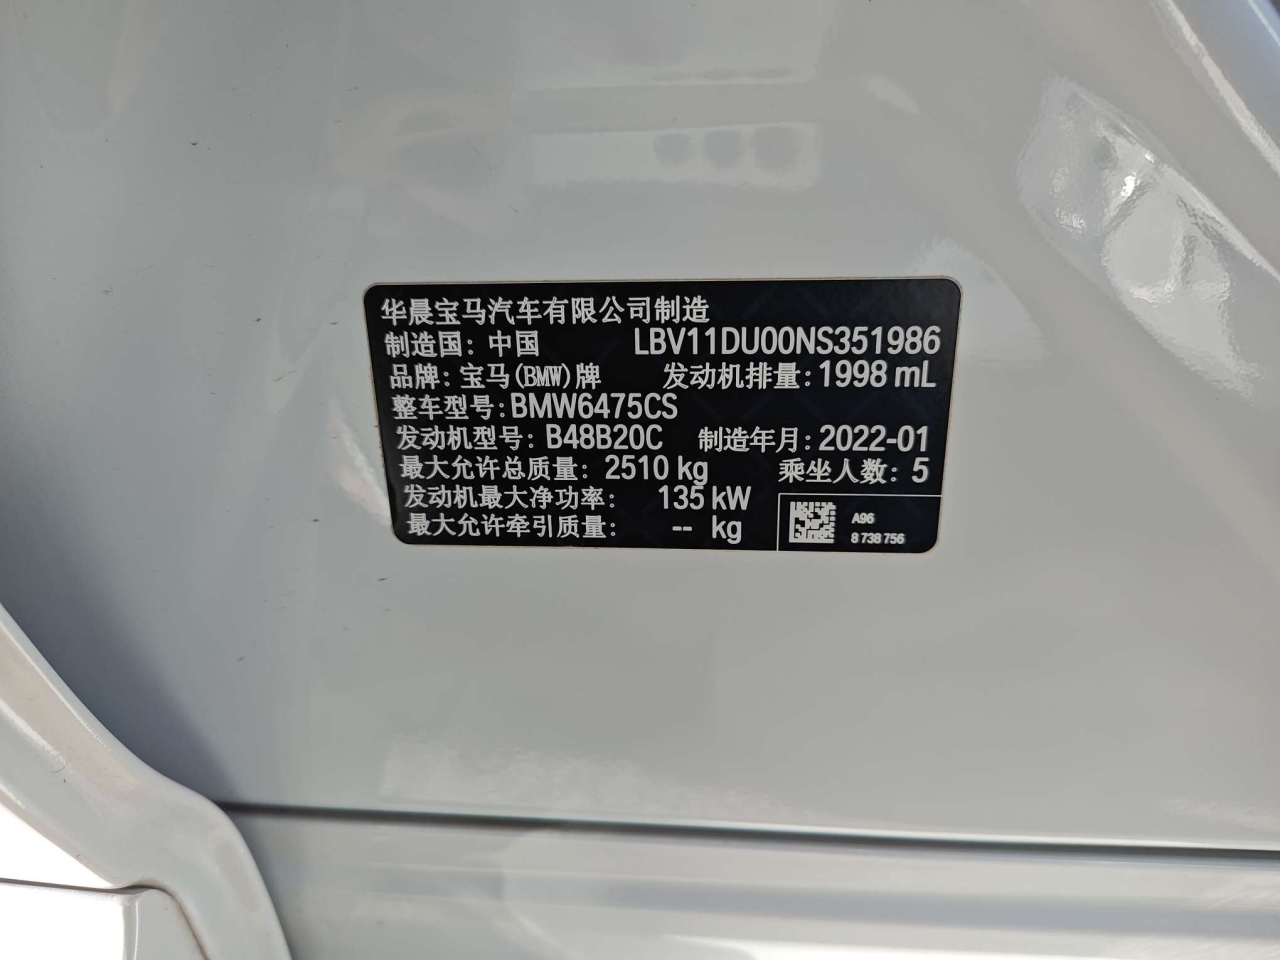 华晨宝马汽车有限公司制造
制造国: 中国 LBV11DU00NS351986
品牌: 宝马(BMW)牌 发动机排量: 1998 mL
整车型号: BMW6475CS
发动机型号: B48B20C 制造年月: 2022-01
最大允许总质量: 2510 kg 乘坐人数: 5
发动机最大净功率: 135 kW
最大允许牵引质量: -- kg
A96
8 738 756